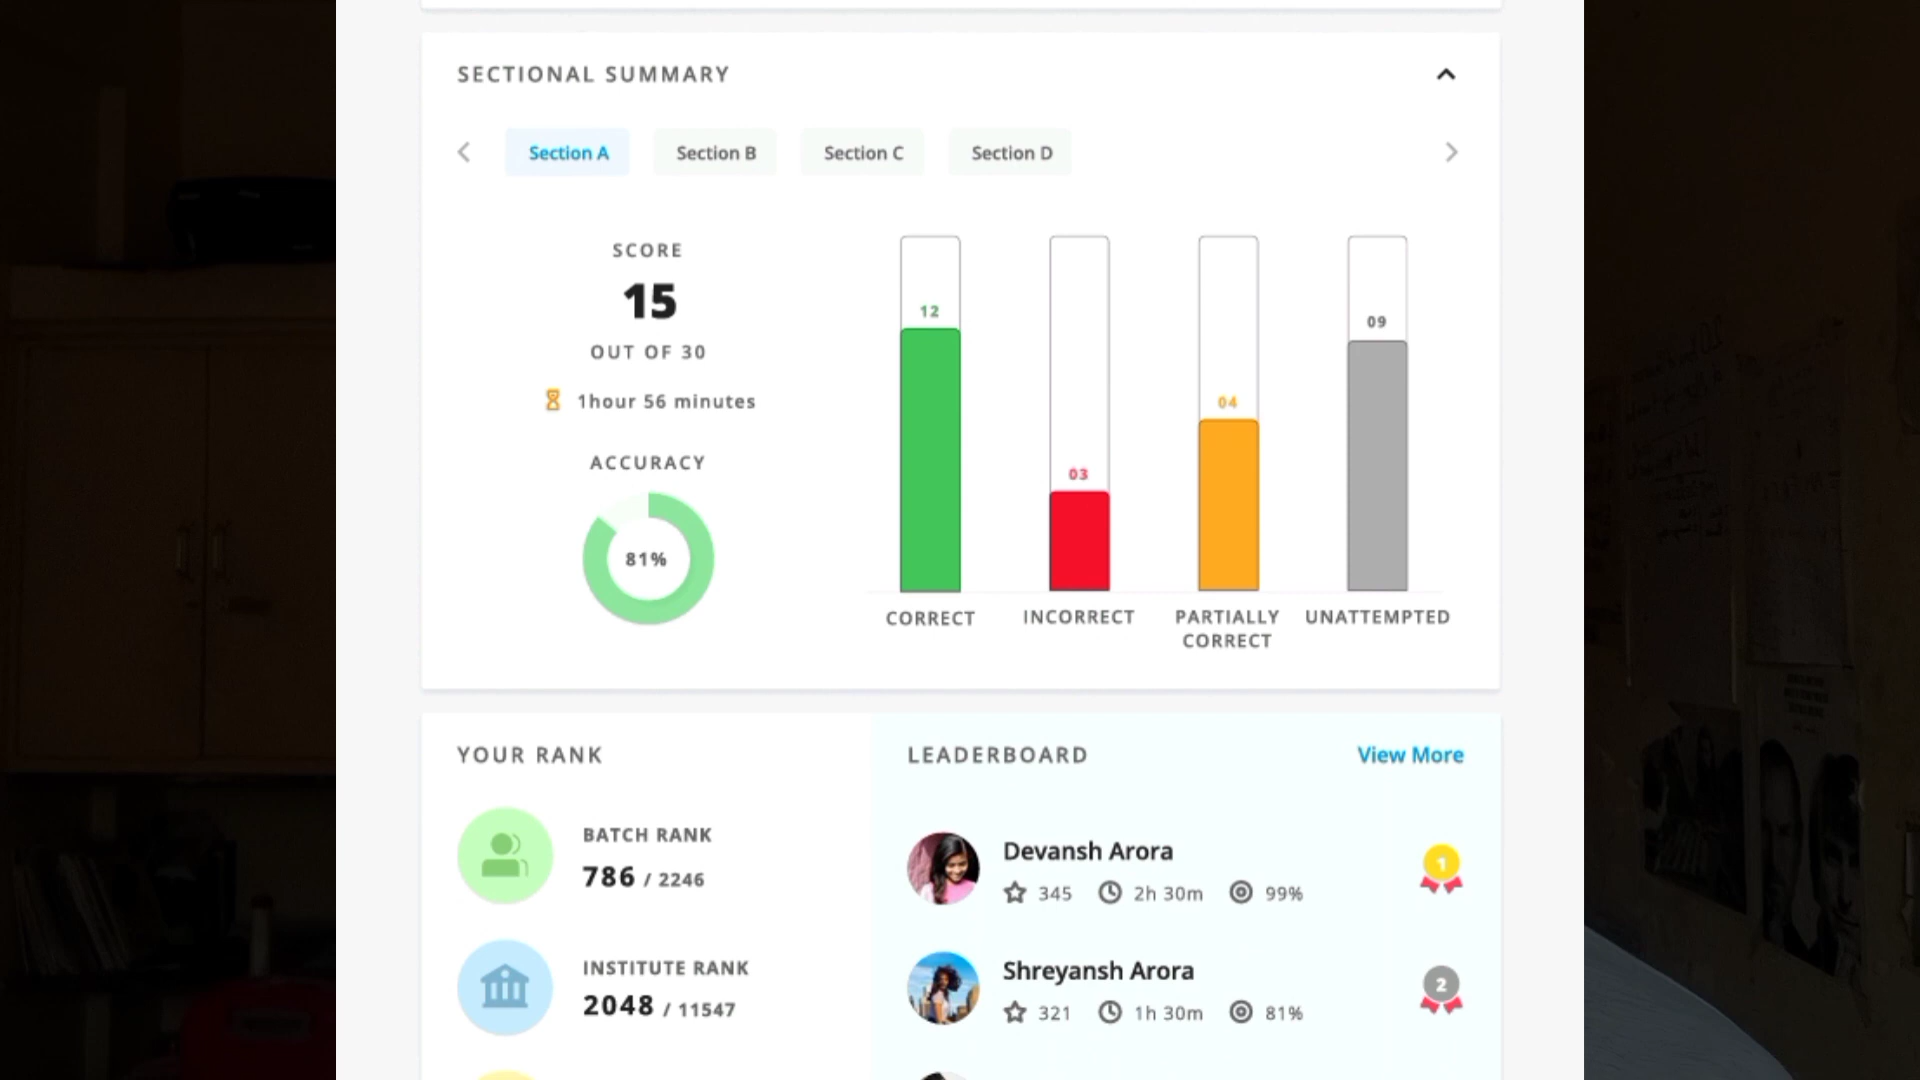 SECTIONAL SUMMARY
Section A Section B Section C Section D
SCORE
15
OUT OF 30
1hour 56 minutes
ACCURACY
81%
12
03
04
09
CORRECT
INCORRECT
PARTIALLY
CORRECT
UNATTEMPTED
YOUR RANK
BATCH RANK
786 / 2246
INSTITUTE RANK
2048 / 11547
LEADERBOARD
View More
Devansh Arora
345 2h 30m 99%
1
Shreyansh Arora
321 1h 30m 81%
2